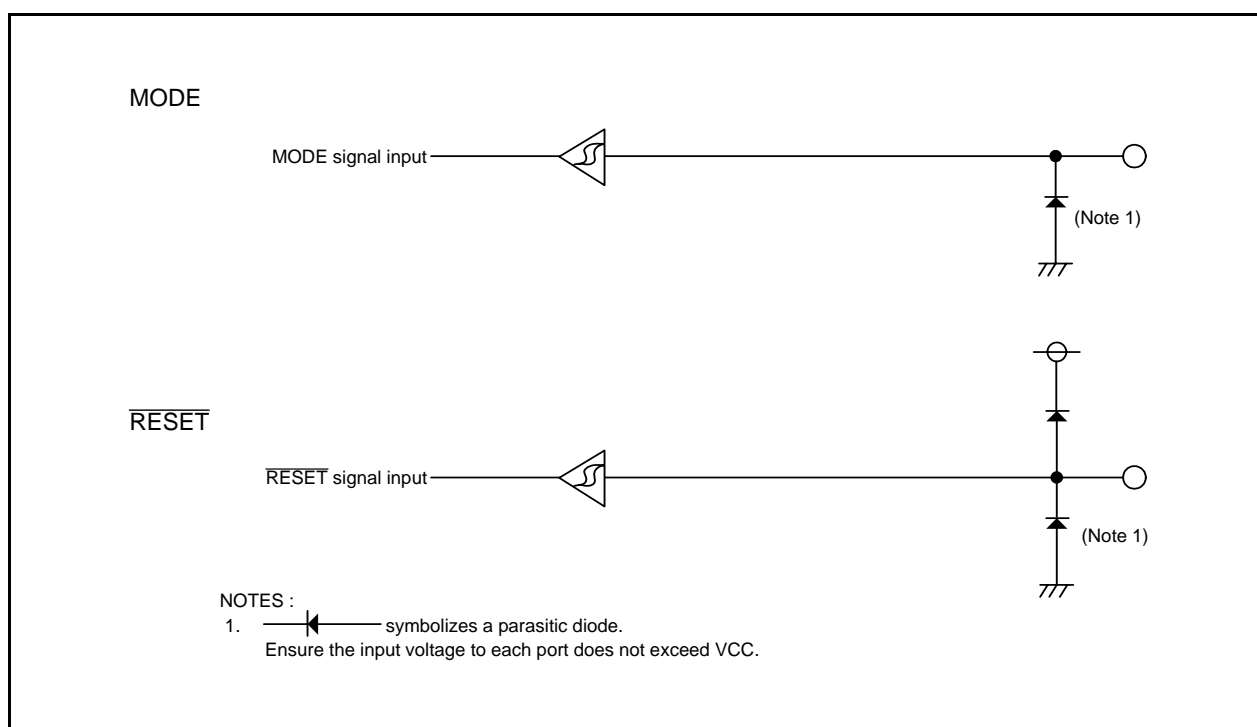 MODE
MODE signal input
(Note 1)
RESET
RESET signal input
(Note 1)
NOTES :
1. symbolizes a parasitic diode.
Ensure the input voltage to each port does not exceed VCC.